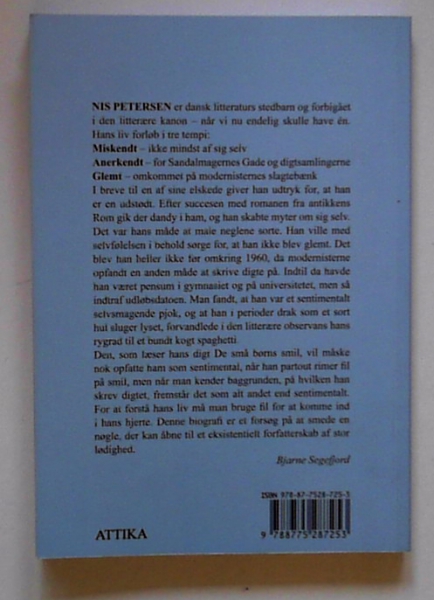 NIS PETERSEN er dansk litteraturs stedbarn og forbigået
i den litterære kanon – når vi nu endelig skulle have én.
Hans liv forløb i tre tempi:
Miskendt – ikke mindst af sig selv
Anerkendt – for Sandalmagernes Gade og digtsamlingerne
Glemt – omkommet på modernisternes slagtebænk
I breve til en af sine elskede giver han udtryk for, at han
er en udstødt. Efter succesen med romanen fra antikkens
Rom gik der dandy i ham, og han skabte myter om sig selv.
Det var hans måde at male neglene sorte. Han ville med
selvfølelsen i behold sørge for, at han ikke blev glemt. Det
blev han heller ikke før omkring 1960, da modernisterne
opfandt en anden måde at skrive digte på. Indtil da havde
han været pensum i gymnasiet og på universitetet, men så
indtraf udløbsdatoen. Man fandt, at han var et sentimentalt
selvsmagende pjok, og at han i perioder drak som et sort
hul sluger lyset, forvandlede i den litterære observans hans
rygrad til et bundt kogt spaghetti.
Den, som læser hans digt De små børns smil, vil måske
nok opfatte ham som sentimental, når han partout rimer fil
på smil, men når man kender baggrunden, på hvilken han
skrev digtet, fremstår det som alt andet end sentimentalt.
For at forstå hans liv må man bruge fil for at komme ind
i hans hjerte. Denne biografi er et forsøg på at smede en
nøgle, der kan åbne til et eksistentielt forfatterskab af stor
lødighed.
Bjarne Segefjord
ISBN 978-87-7528-725-3
9 788775 287253
ATTIKA